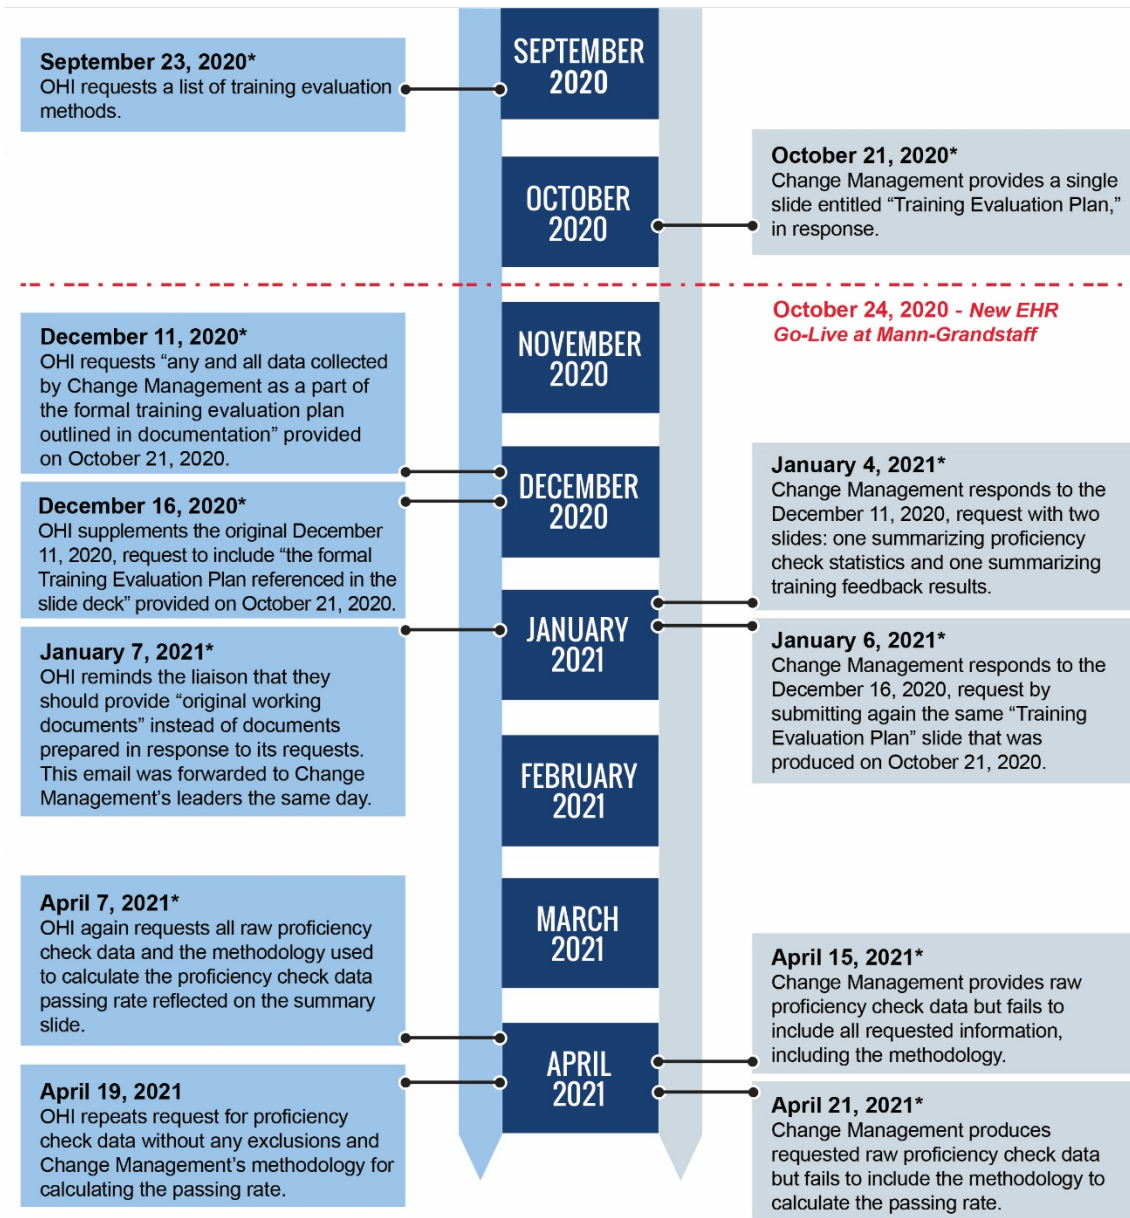 SEPTEMBER
2020
September 23, 2020*
OHI requests a list of training evaluation
methods.
OCTOBER
2020
October 21, 2020*
Change Management provides a single
slide entitled “Training Evaluation Plan,”
in response.
October 24, 2020 - New EHR
Go-Live at Mann-Grandstaff
NOVEMBER
2020
December 11, 2020*
OHI requests “any and all data collected
by Change Management as a part of
the formal training evaluation plan
outlined in documentation” provided
on October 21, 2020.
DECEMBER
2020
December 16, 2020*
OHI supplements the original December
11, 2020, request to include “the formal
Training Evaluation Plan referenced in the
slide deck” provided on October 21, 2020.
January 4, 2021*
Change Management responds to the
December 11, 2020, request with two
slides: one summarizing proficiency
check statistics and one summarizing
training feedback results.
JANUARY
2021
January 7, 2021*
OHI reminds the liaison that they
should provide “original working
documents” instead of documents
prepared in response to its requests.
This email was forwarded to Change
Management’s leaders the same day.
January 6, 2021*
Change Management responds to the
December 16, 2020, request by
submitting again the same “Training
Evaluation Plan” slide that was
produced on October 21, 2020.
FEBRUARY
2021
MARCH
2021
April 7, 2021*
OHI again requests all raw proficiency
check data and the methodology used
to calculate the proficiency check data
passing rate reflected on the summary
slide.
April 15, 2021*
Change Management provides raw
proficiency check data but fails to
include all requested information,
including the methodology.
APRIL
2021
April 19, 2021
OHI repeats request for proficiency
check data without any exclusions and
Change Management’s methodology for
calculating the passing rate.
April 21, 2021*
Change Management produces
requested raw proficiency check data
but fails to include the methodology to
calculate the passing rate.